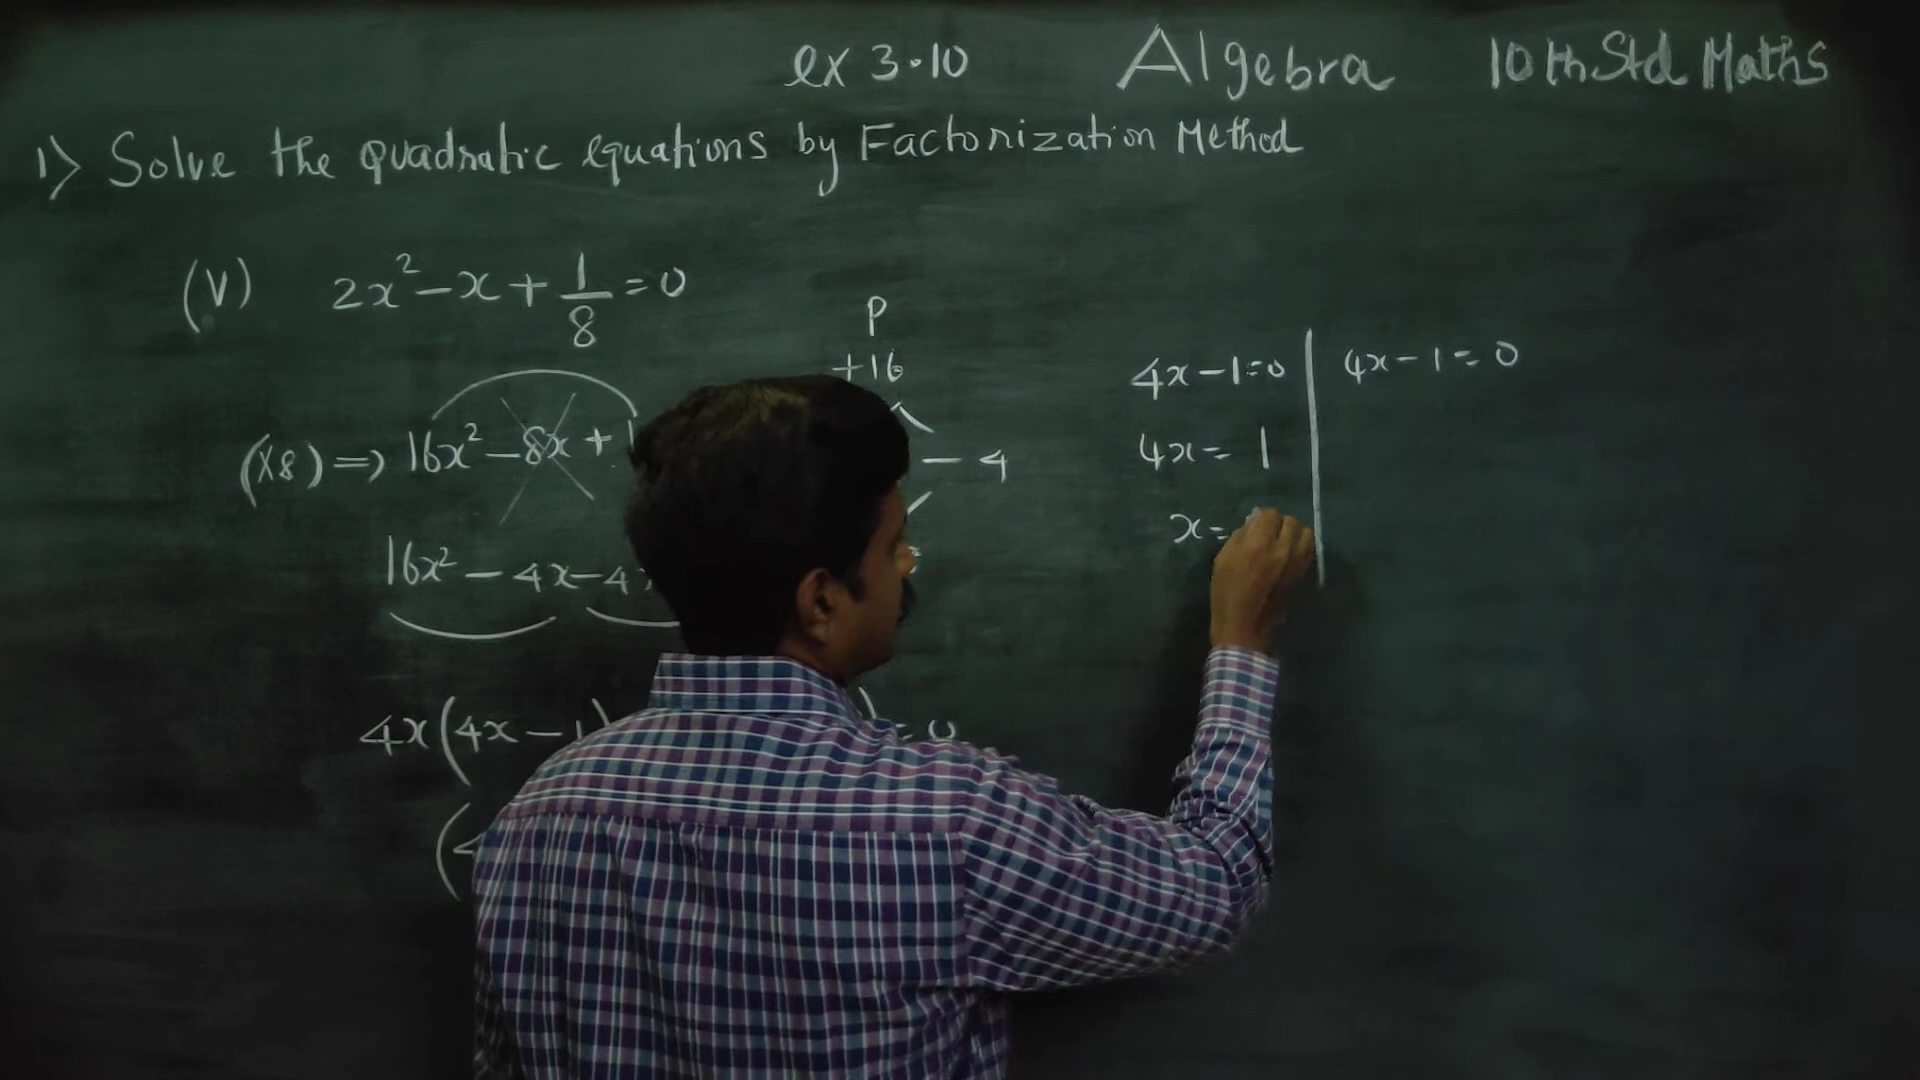 ex 3.10 Algebra 10th Std Maths
1) Solve the quadratic equations by Factorization Method
(V) 2x² - x + 1/8 = 0
P
+16
(x8) => 16x² - 8x + 1
- 4
16x² - 4x - 4
4x(4x - 1) ) = 0
(
4x - 1 = 0
4x = 1
x =
4x - 1 = 0